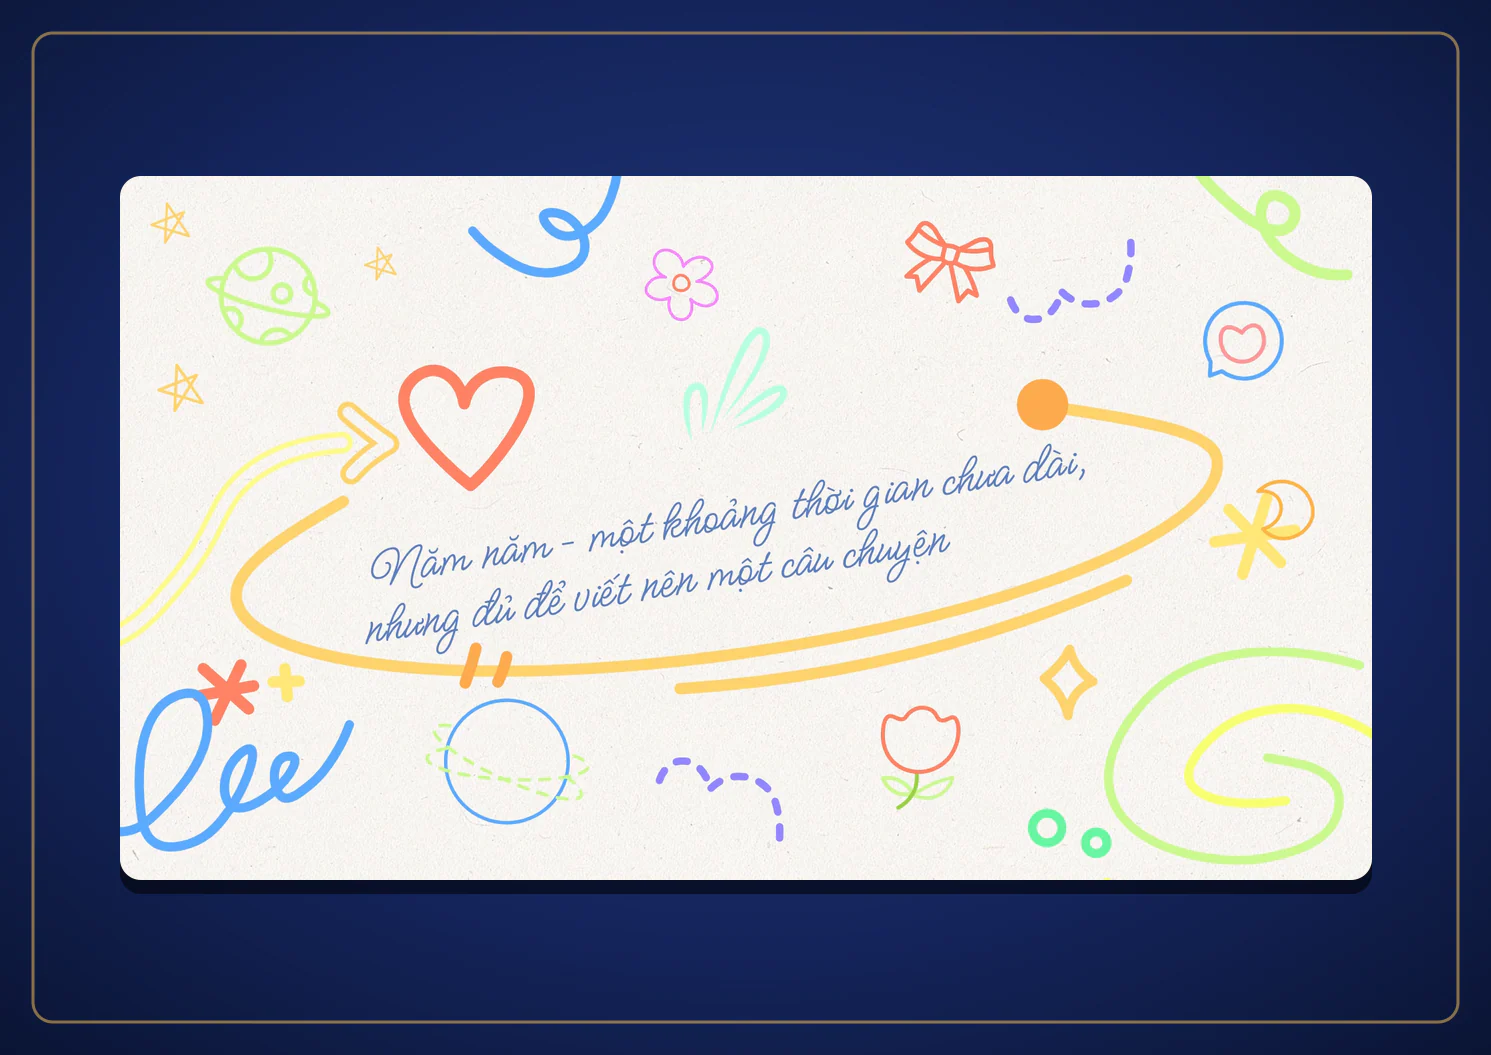 Năm năm - một khoảng thời gian chưa dài,
nhưng đủ để viết nên một câu chuyện